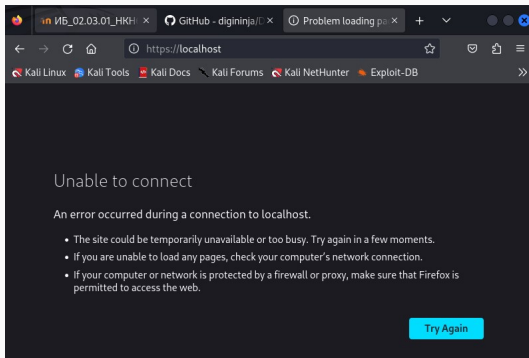 ИБ_02.03.01_НКН
GitHub - digininja/D
Problem loading pa
https://localhost
Kali Linux Kali Tools Kali Docs Kali Forums Kali NetHunter Exploit-DB
Unable to connect
An error occurred during a connection to localhost.
• The site could be temporarily unavailable or too busy. Try again in a few moments.
• If you are unable to load any pages, check your computer's network connection.
• If your computer or network is protected by a firewall or proxy, make sure that Firefox is
permitted to access the web.
Try Again